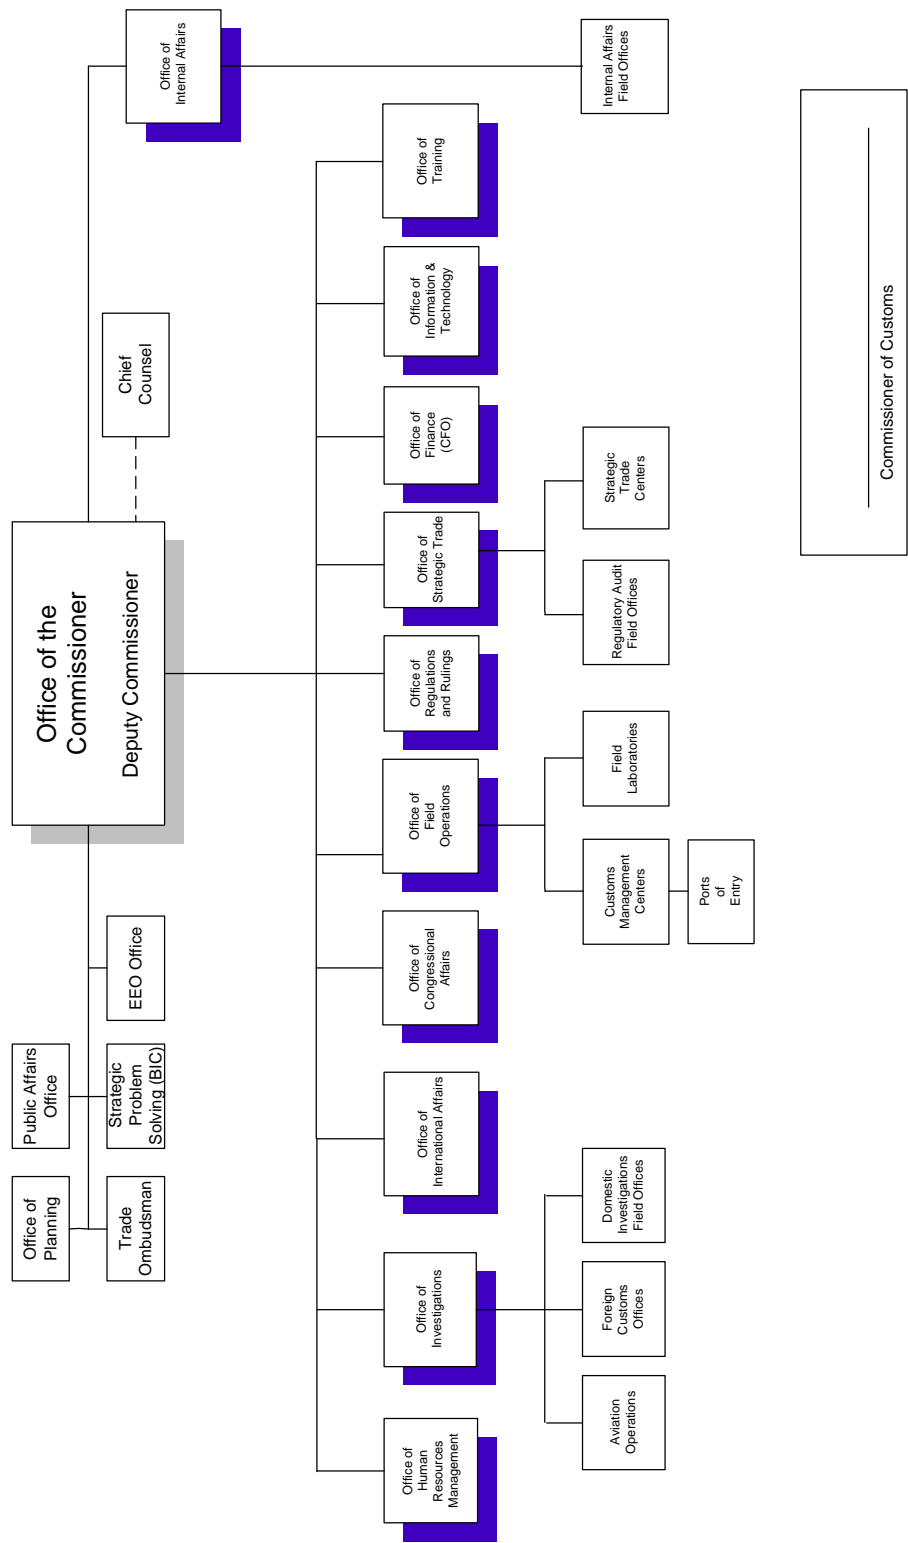 Office of the
Commissioner
Deputy Commissioner
Office of
Planning
Public Affairs
Office
Trade
Ombudsman
Strategic
Problem
Solving (BIC)
EEO Office
Chief
Counsel
Office of
Internal Affairs
Office of
Human
Resources
Management
Office of
Investigations
Office of
International Affairs
Office of
Congressional
Affairs
Office of
Field
Operations
Office of
Regulations
and Rulings
Office of
Strategic Trade
Office of
Finance
(CFO)
Office of
Information &
Technology
Office of
Training
Aviation
Operations
Foreign
Customs
Offices
Domestic
Investigations
Field Offices
Customs
Management
Centers
Field
Laboratories
Regulatory Audit
Field Offices
Strategic
Trade
Centers
Internal Affairs
Field Offices
Ports
of
Entry
Commissioner of Customs